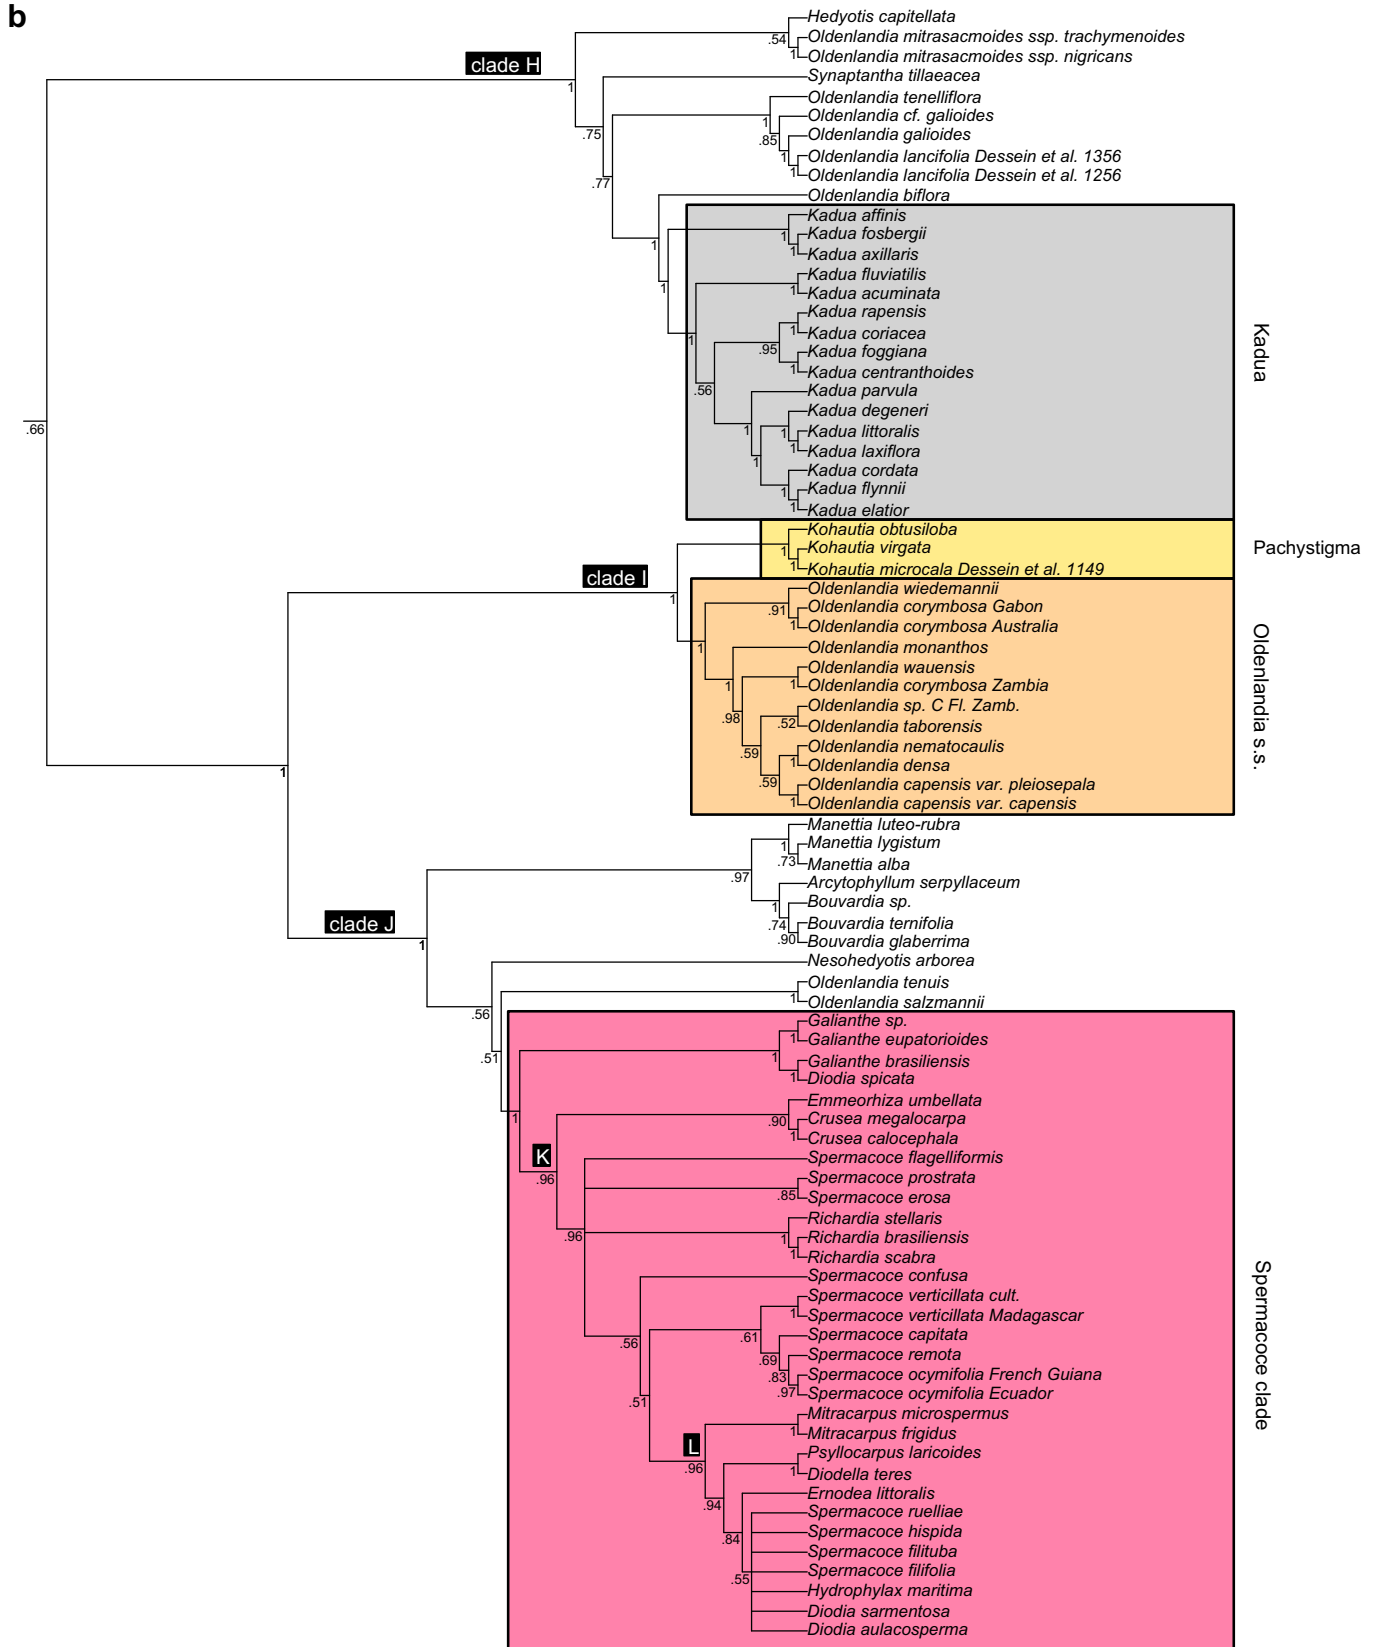 b
Hedyotis capitellata
.54
Oldenlandia mitrasacmoides ssp. trachymenoides
1
Oldenlandia mitrasacmoides ssp. nigricans
clade H
1
Synaptantha tillaeacea
.75
Oldenlandia tenelliflora
1
Oldenlandia cf. galioides
.85
Oldenlandia galioides
1
Oldenlandia lancifolia Dessein et al. 1356
1
Oldenlandia lancifolia Dessein et al. 1256
.77
Oldenlandia biflora
1
Kadua affinis
1
Kadua fosbergii
1
Kadua axillaris
1
Kadua fluviatilis
1
Kadua acuminata
1
Kadua rapensis
1
Kadua coriacea
.95
Kadua foggiana
1
Kadua centranthoides
.56
Kadua parvula
1
Kadua degeneri
1
Kadua littoralis
1
Kadua laxiflora
1
Kadua cordata
1
Kadua flynnii
1
Kadua elatior
Kadua
.66
Kohautia obtusiloba
1
Kohautia virgata
1
Kohautia microcala Dessein et al. 1149
Pachystigma
clade I
1
Oldenlandia wiedemannii
.91
Oldenlandia corymbosa Gabon
1
Oldenlandia corymbosa Australia
1
Oldenlandia monanthos
1
Oldenlandia wauensis
1
Oldenlandia corymbosa Zambia
.98
Oldenlandia sp. C Fl. Zamb.
.52
Oldenlandia taborensis
.59
Oldenlandia nematocaulis
1
Oldenlandia densa
.59
Oldenlandia capensis var. pleiosepala
1
Oldenlandia capensis var. capensis
Oldenlandia s.s.
1
Manettia luteo-rubra
1
Manettia lygistum
.73
Manettia alba
.97
Arcytophyllum serpyllaceum
1
Bouvardia sp.
.74
Bouvardia ternifolia
.90
Bouvardia glaberrima
clade J
1
Nesohedyotis arborea
.56
Oldenlandia tenuis
1
Oldenlandia salzmannii
.51
Galianthe sp.
1
Galianthe eupatorioides
1
Galianthe brasiliensis
1
Diodia spicata
1
Emmeorhiza umbellata
.90
Crusea megalocarpa
1
Crusea calocephala
K
.96
Spermacoce flagelliformis
Spermacoce prostrata
.85
Spermacoce erosa
.96
Richardia stellaris
1
Richardia brasiliensis
1
Richardia scabra
Spermacoce confusa
.56
Spermacoce verticillata cult.
1
Spermacoce verticillata Madagascar
.61
Spermacoce capitata
.69
Spermacoce remota
.83
Spermacoce ocymifolia French Guiana
.97
Spermacoce ocymifolia Ecuador
.51
Mitracarpus microspermus
1
Mitracarpus frigidus
L
.96
Psyllocarpus laricoides
1
Diodella teres
.94
Ernodea littoralis
.84
Spermacoce ruelliae
Spermacoce hispida
Spermacoce filituba
Spermacoce filifolia
.55
Hydrophylax maritima
Diodia sarmentosa
Diodia aulacosperma
Spermacoce clade